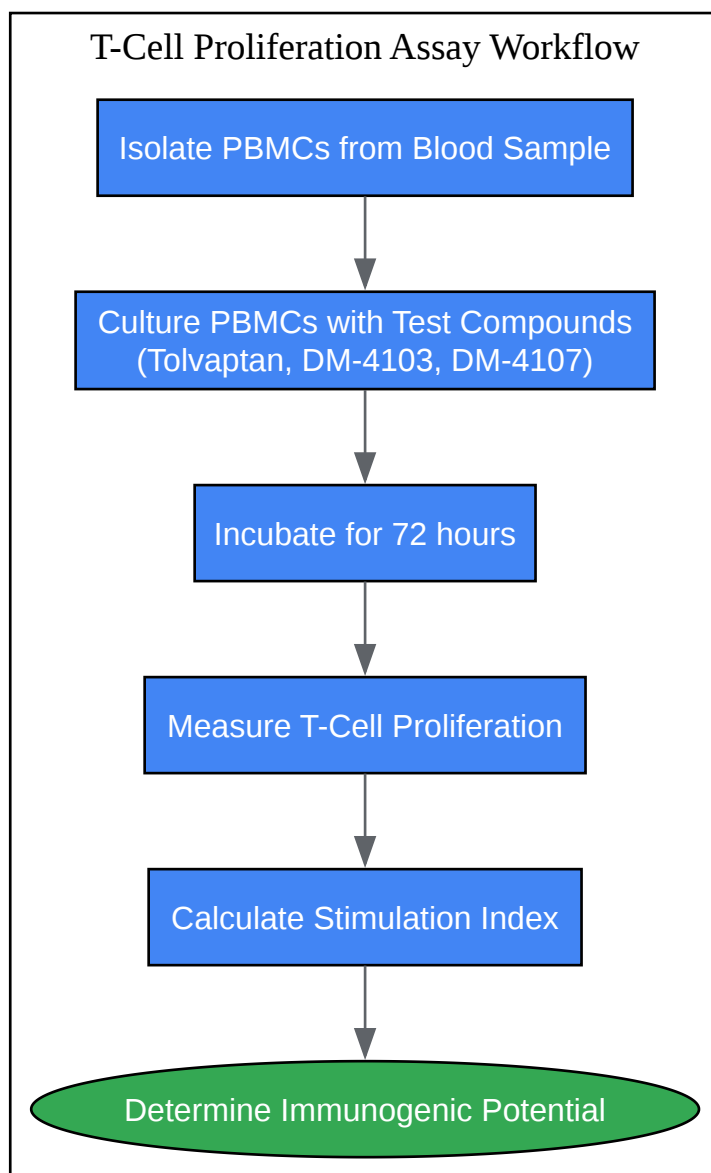 T-Cell Proliferation Assay Workflow
Isolate PBMCs from Blood Sample
Culture PBMCs with Test Compounds
(Tolvaptan, DM-4103, DM-4107)
Incubate for 72 hours
Measure T-Cell Proliferation
Calculate Stimulation Index
Determine Immunogenic Potential